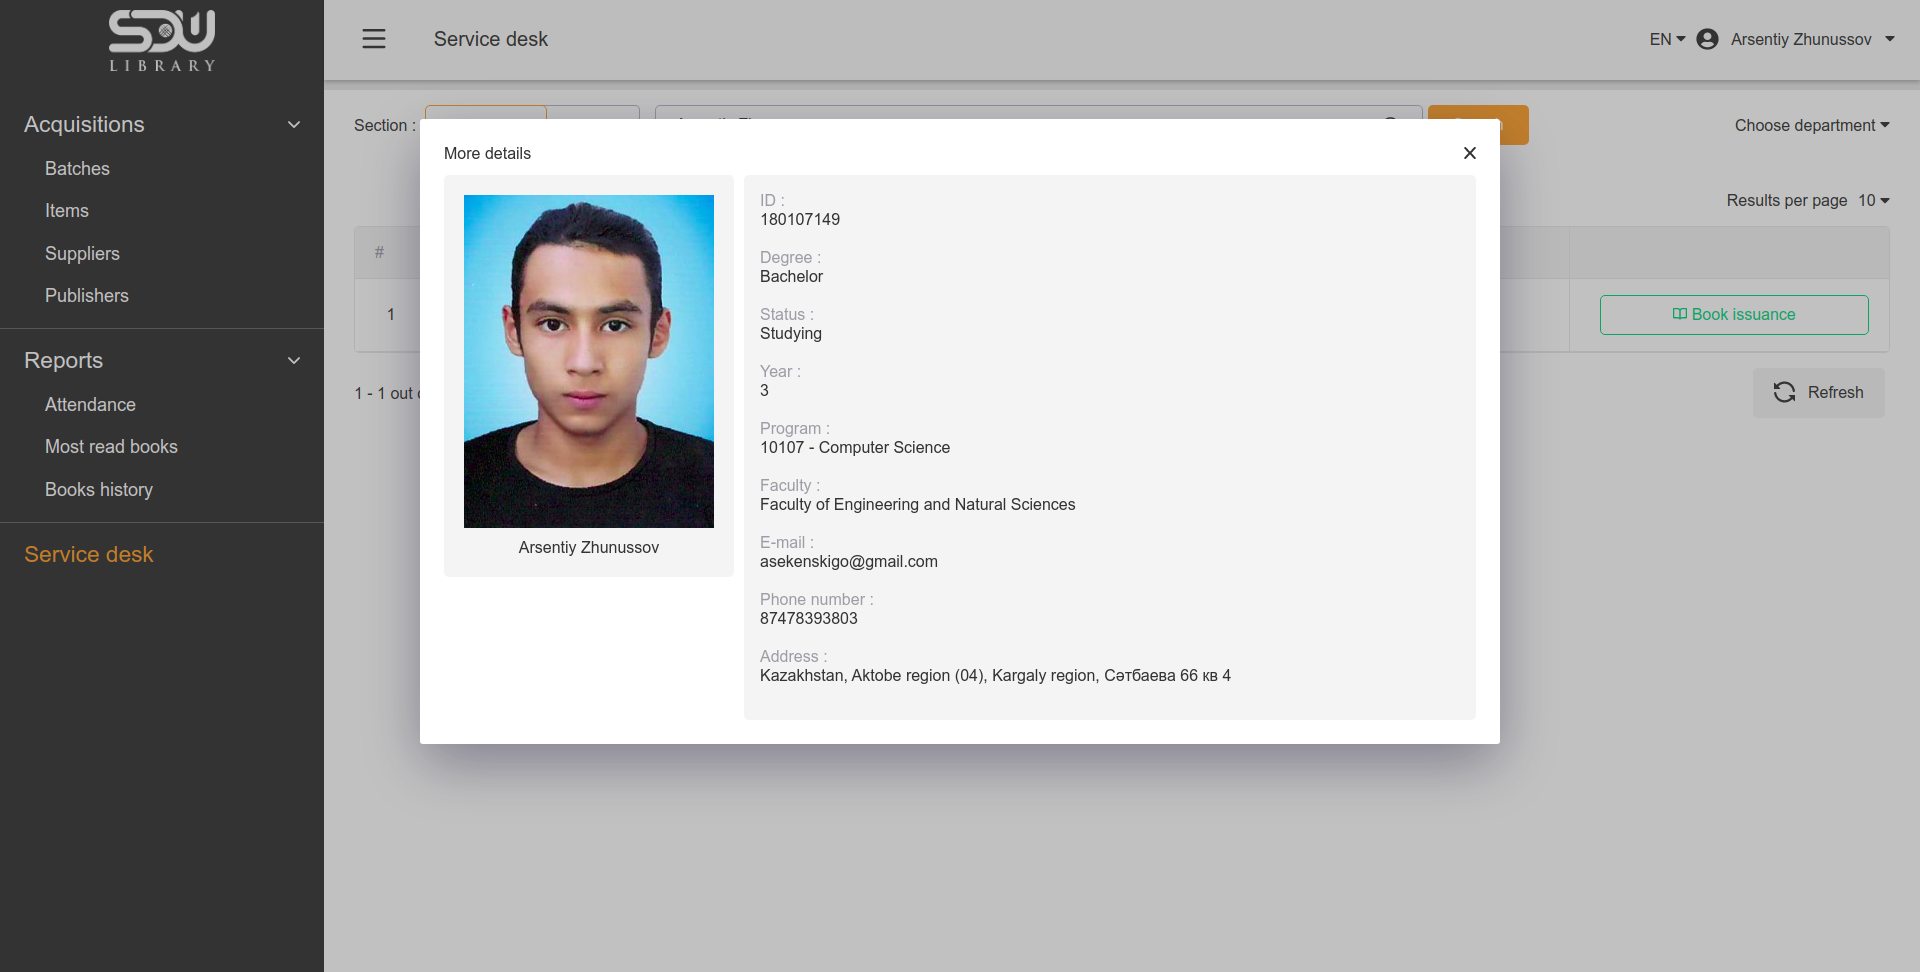 SDU
LIBRARY
Acquisitions
Batches
Items
Suppliers
Publishers
Reports
Attendance
Most read books
Books history
Service desk
Service desk
EN
Arsentiy Zhunussov
Section :
Choose department
Results per page 10
#
1
Book issuance
1 - 1 out
Refresh
More details
Arsentiy Zhunussov
ID :
180107149
Degree :
Bachelor
Status :
Studying
Year :
3
Program :
10107 - Computer Science
Faculty :
Faculty of Engineering and Natural Sciences
E-mail :
asekenskigo@gmail.com
Phone number :
87478393803
Address :
Kazakhstan, Aktobe region (04), Kargaly region, Сәтбаева 66 кв 4